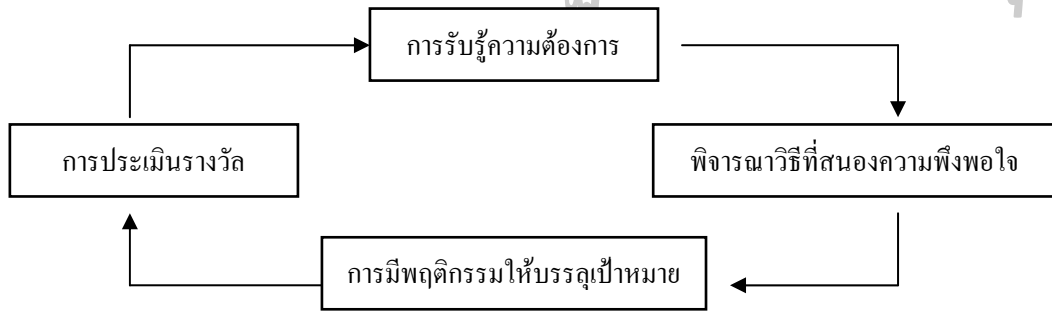 การรับรู้ความต้องการ
การประเมินรางวัล
พิจารณาวิธีที่สนองความพึงพอใจ
การมีพฤติกรรมให้บรรลุเป้าหมาย